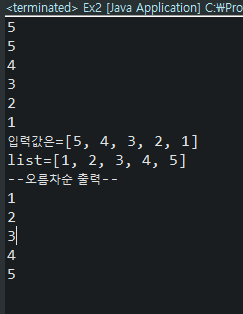 <terminated> Ex2 [Java Application] C:₩Pro
5
5
4
3
2
1
입력값은=[5, 4, 3, 2, 1]
list=[1, 2, 3, 4, 5]
--오름차순 출력--
1
2
3
4
5